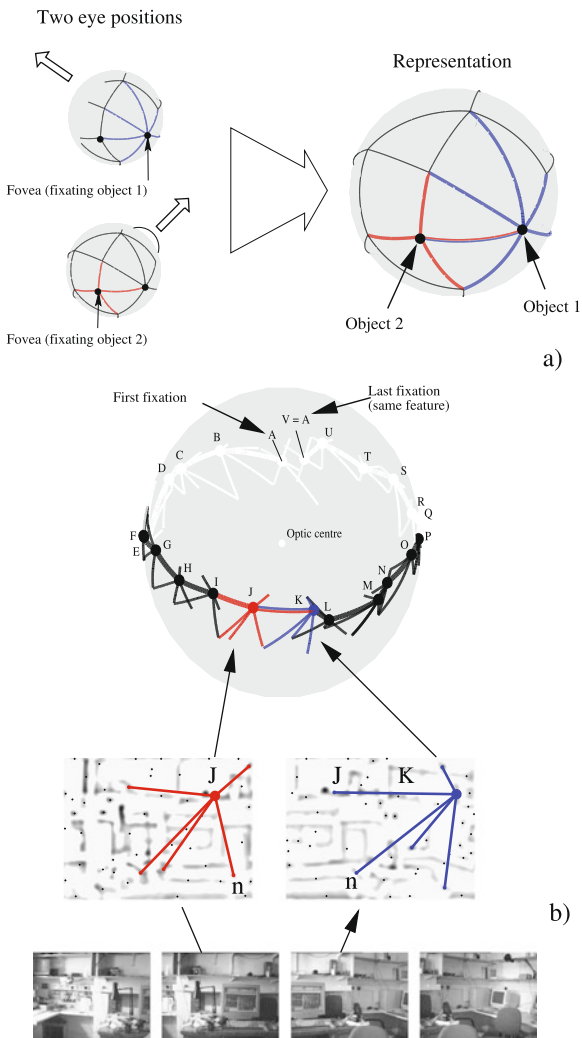 Two eye positions
Representation
Fovea (fixating object 1)
Fovea (fixating object 2)
Object 1
Object 2
a)
First fixation
Last fixation
(same feature)
V = A
A
U
B
C
T
D
S
R
Q
F
E
G
Optic centre
P
O
H
N
I
M
J
K
L
J
J
K
n
n
b)